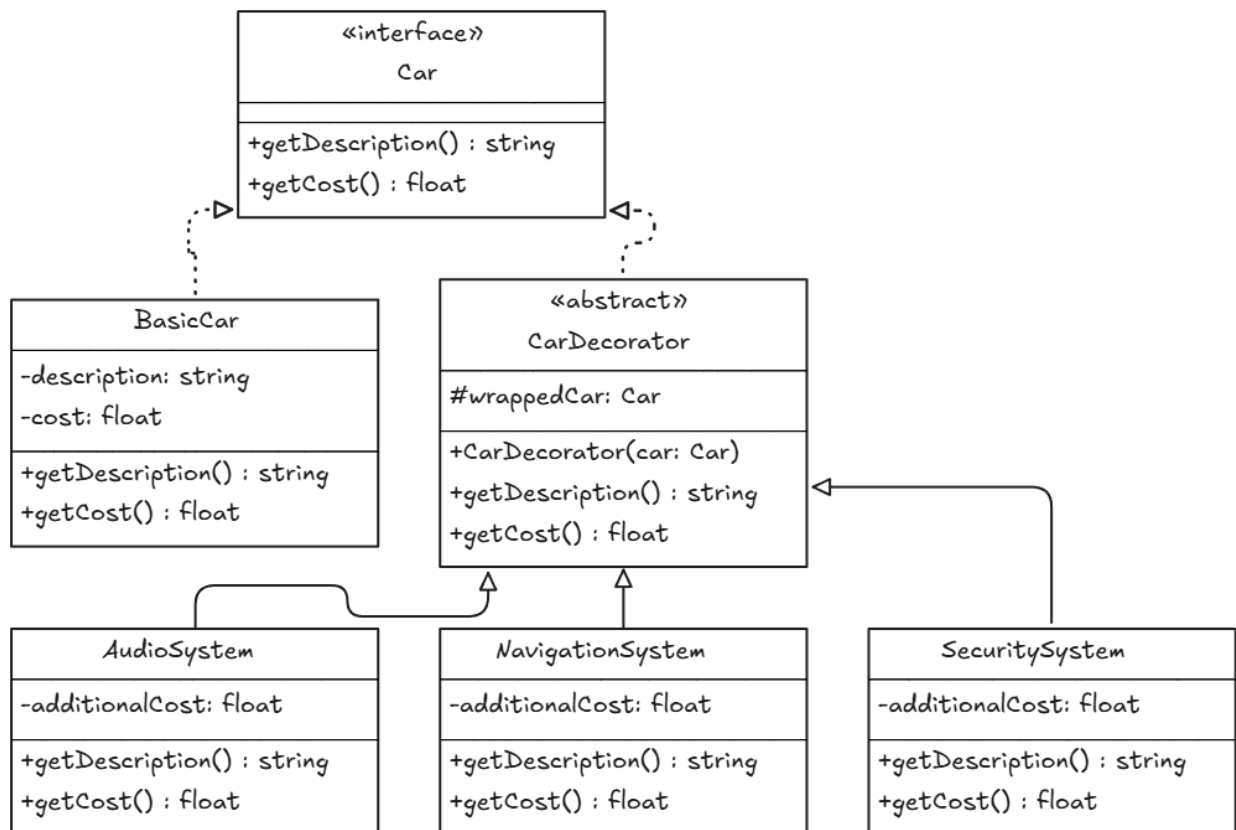 «interface»
Car
+getDescription() : string
+getCost() : float
BasicCar
-description: string
-cost: float
+getDescription() : string
+getCost() : float
«abstract»
CarDecorator
#wrappedCar: Car
+CarDecorator(car: Car)
+getDescription() : string
+getCost() : float
AudioSystem
-additionalCost: float
+getDescription() : string
+getCost() : float
NavigationSystem
-additionalCost: float
+getDescription() : string
+getCost() : float
SecuritySystem
-additionalCost: float
+getDescription() : string
+getCost() : float